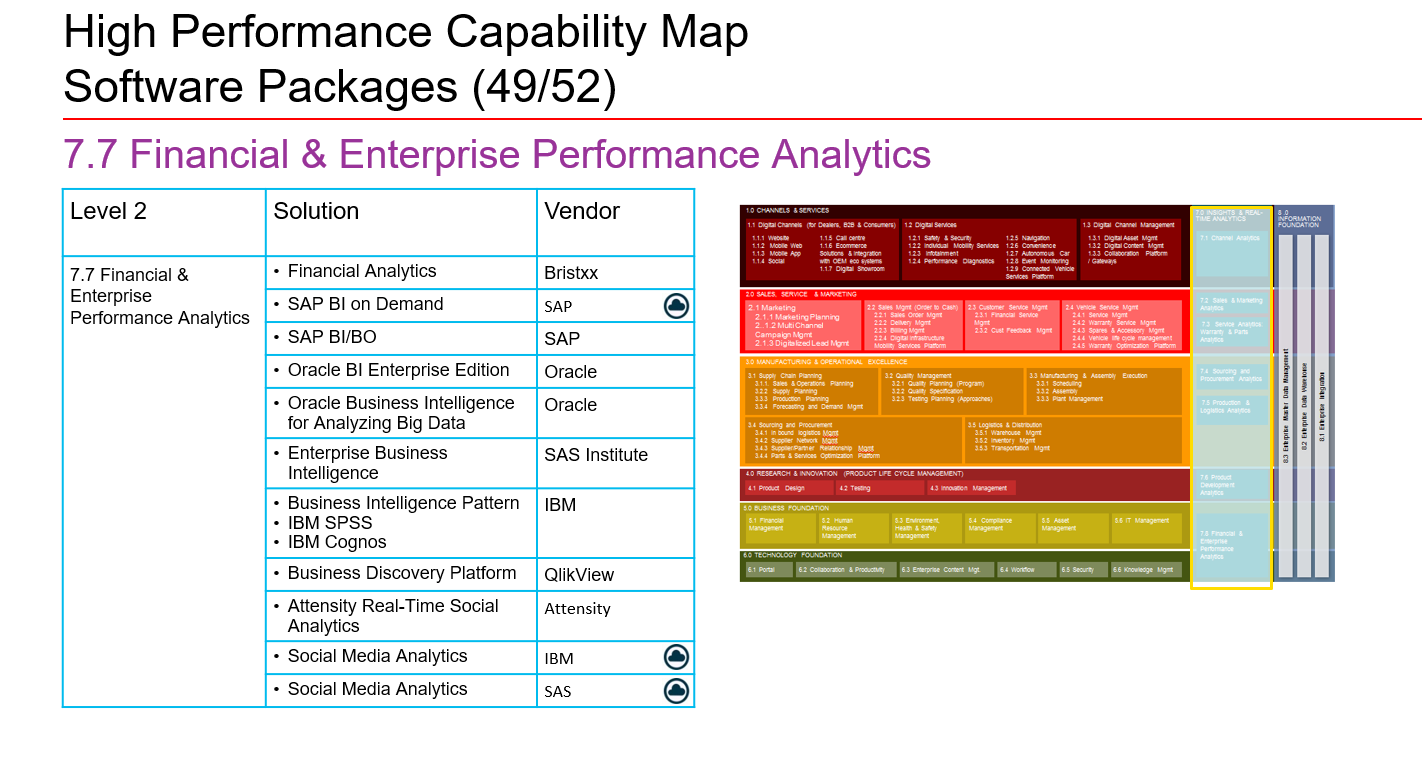 High Performance Capability Map
Software Packages (49/52)
7.7 Financial & Enterprise Performance Analytics
Level 2
Solution
Vendor
7.7 Financial &
Enterprise
Performance Analytics
• Financial Analytics
Bristxx
• SAP BI on Demand
SAP
• SAP BI/BO
SAP
• Oracle BI Enterprise Edition
Oracle
• Oracle Business Intelligence
for Analyzing Big Data
Oracle
• Enterprise Business
Intelligence
SAS Institute
• Business Intelligence Pattern
• IBM SPSS
• IBM Cognos
IBM
• Business Discovery Platform
QlikView
• Attensity Real-Time Social
Analytics
Attensity
• Social Media Analytics
IBM
• Social Media Analytics
SAS
1.0 CHANNELS & SERVICES
1.1 Digital Channels (for Dealers, B2B & Consumers)
1.1.1 Website
1.1.2 Mobile Web
1.1.3 Mobile App
1.1.4 Social
1.1.5 Call centre
1.1.6 Ecommerce
Solutions & Integration
with OEM eco systems
1.1.7 Digital Showroom
1.2 Digital Services
1.2.1 Safety & Security
1.2.2 Individual Mobility Services
1.2.3 Infotainment
1.2.4 Performance Diagnostics
1.2.5 Navigation
1.2.6 Convenience
1.2.7 Autonomous Car
1.2.8 Event Monitoring
1.2.9 Connected Vehicle
Services Platform
1.3 Digital Channel Management
1.3.1 Digital Asset Mgmt
1.3.2 Digital Content Mgmt
1.3.3 Collaboration Platform
/ Gateways
2.0 SALES, SERVICE & MARKETING
2.1 Marketing
2.1.1 Marketing Planning
2. 1.2 Multi Channel
Campaign Mgmt
2.1.3 Digitalized Lead Mgmt
2.2 Sales Mgmt (Order to Cash)
2.2.1 Sales Order Mgmt
2.2.2 Delivery Mgmt
2.2.3 Billing Mgmt
2.2.4 Digital Infrastructure
Mobility Services Platform
2.3 Customer Service Mgmt
2.3.1 Financial Service
Mgmt
2.3.2 Cust Feedback Mgmt
2.4 Vehicle Service Mgmt
2.4.1 Service Mgmt
2.4.2 Warranty Service Mgmt
2.4.3 Spares & Accessory Mgmt
2.4.4 Vehicle life cycle management
2.4.5 Warranty Optimization Platform
3.0 MANUFACTURING & OPERATIONAL EXCELLENCE
3.1 Supply Chain Planning
3.1.1. Sales & Operations Planning
3.2.2 Supply Planning
3.3.3 Production Planning
3.3.4 Forecasting and Demand Mgmt
3.2 Quality Management
3.2.1 Quality Planning (Program)
3.2.2 Quality Specification
3.2.3 Testing Planning (Approaches)
3.3 Manufacturing & Assembly Execution
3.3.1 Scheduling
3.3.2 Assembly
3.3.3 Plant Management
3.4 Sourcing and Procurement
3.4.1 In bound logistics Mgmt
3.4.2 Supplier Network Mgmt
3.4.3 Supplier/Partner Relationship Mgmt
3.4.4 Parts & Services Optimization Platform
3.5 Logistics & Distribution
3.5.1 Warehouse Mgmt
3.5.2 Inventory Mgmt
3.5.3 Transportation Mgmt
4.0 RESEARCH & INNOVATION (PRODUCT LIFE CYCLE MANAGEMENT)
4.1 Product Design
4.2 Testing
4.3 Innovation Management
5.0 BUSINESS FOUNDATION
5.1 Financial
Management
5.2 Human
Resource
Management
5.3 Environment,
Health & Safety
Management
5.4 Compliance
Management
5.5 Asset
Management
5.6 IT Management
6.0 TECHNOLOGY FOUNDATION
6.1 Portal
6.2 Collaboration & Productivity
6.3 Enterprise Content Mgt.
6.4 Workflow
6.5 Security
6.6 Knowledge Mgmt
7.0 INSIGHTS & REAL-
TIME ANALYTICS
7.1 Channel Analytics
7.2 Sales & Marketing
Analytics
7.3 Service Analytics,
Warranty & Parts
Analytics
7.4 Sourcing and
Procurement Analytics
7.5 Production &
Logistics Analytics
7.6 Product
Development
Analytics
7.8 Financial &
Enterprise
Performance
Analytics
8 .0
INFORMATION
FOUNDATION
8.3 Enterprise Master Data Management
8.2 Enterprise Data Warehouse
8.1 Enterprise Integration